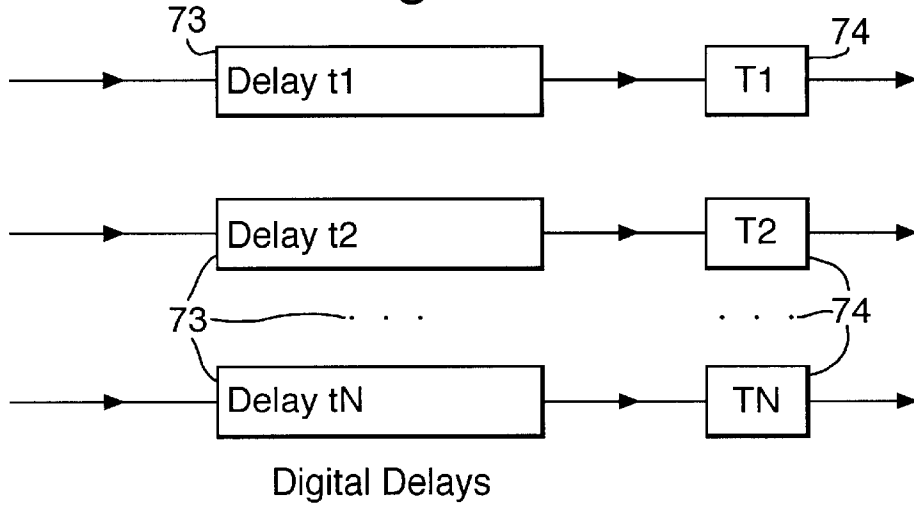 73
74
Delay t1
T1
Delay t2
T2
73
. . .
. . .
74
Delay tN
TN
Digital Delays